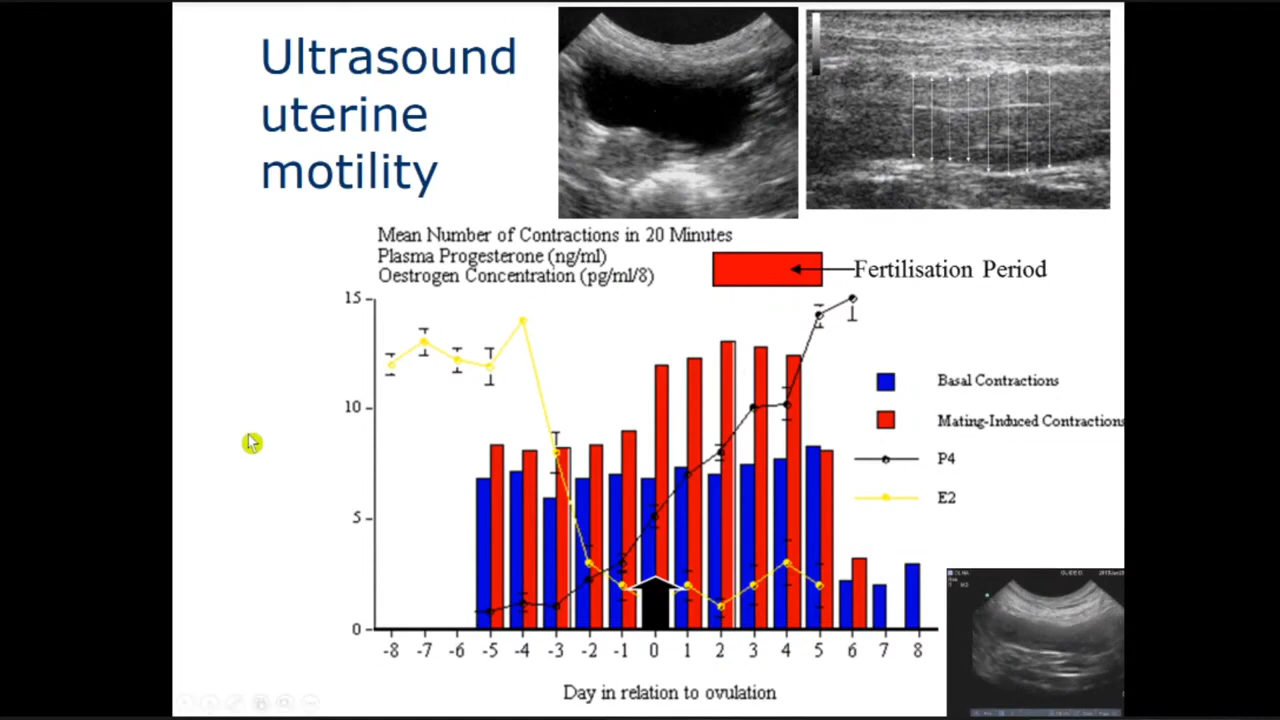 Ultrasound
uterine
motility
Mean Number of Contractions in 20 Minutes
Plasma Progesterone (ng/ml)
Oestrogen Concentration (pg/ml/8)
Fertilisation Period
15
10
5
0
Basal Contractions
Mating-Induced Contractions
P4
E2
-8 -7 -6 -5 -4 -3 -2 -1 0 1 2 3 4 5 6 7 8
Day in relation to ovulation